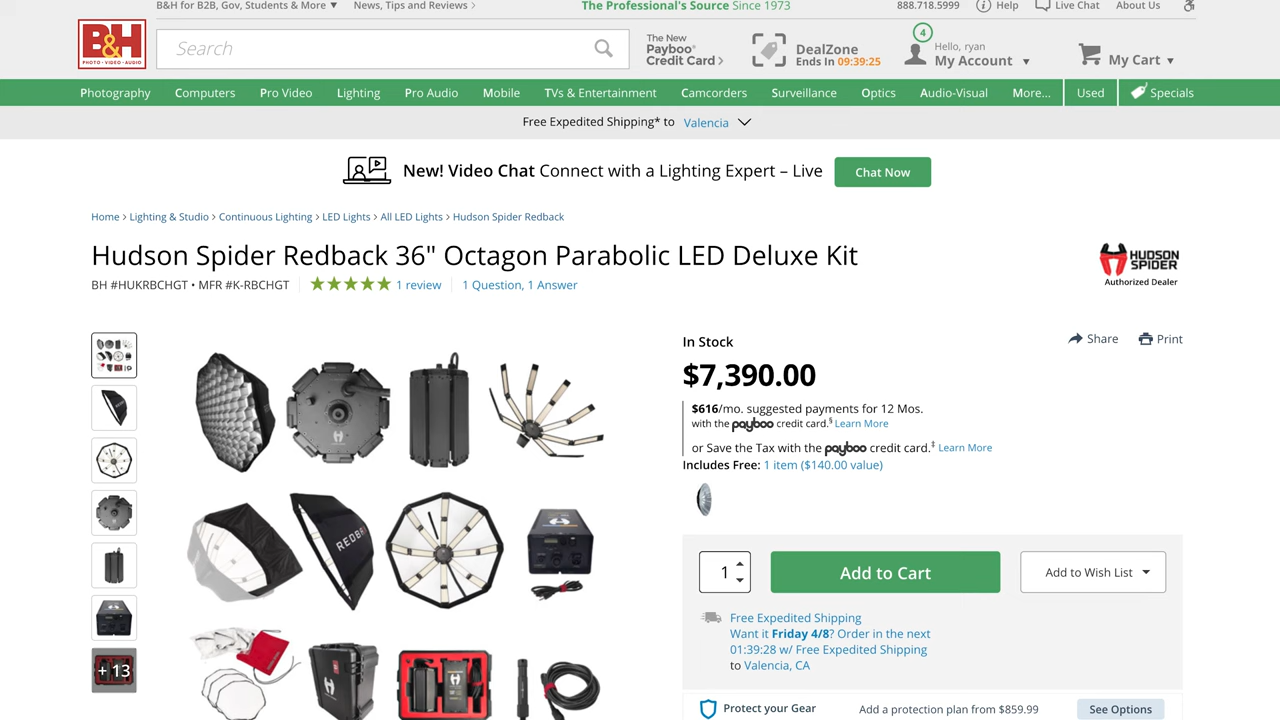 B&H for B2B, Gov, Students & More ▼ News, Tips and Reviews › The Professional's Source Since 1973 888.718.5999 Help Live Chat About Us
B&H
PHOTO • VIDEO • AUDIO
Search
The New
Payboo®
Credit Card ›
DealZone
Ends In 09:39:25
4
Hello, ryan
My Account ▼
My Cart ▼
Photography Computers Pro Video Lighting Pro Audio Mobile TVs & Entertainment Camcorders Surveillance Optics Audio-Visual More... Used Specials
Free Expedited Shipping* to Valencia
New! Video Chat Connect with a Lighting Expert – Live Chat Now
Home › Lighting & Studio › Continuous Lighting › LED Lights › All LED Lights › Hudson Spider Redback
Hudson Spider Redback 36" Octagon Parabolic LED Deluxe Kit
HUDSON
SPIDER
Authorized Dealer
BH #HUKRBCHGT • MFR #K-RBCHGT 1 review 1 Question, 1 Answer
In Stock
Share Print
$7,390.00
$616/mo. suggested payments for 12 Mos.
with the payboo credit card.§ Learn More
or Save the Tax with the payboo credit card.‡ Learn More
Includes Free: 1 item ($140.00 value)
REDBA
1 Add to Cart Add to Wish List
Free Expedited Shipping
Want it Friday 4/8? Order in the next
01:39:28 w/ Free Expedited Shipping
to Valencia, CA
+ 13
Protect your Gear Add a protection plan from $859.99 See Options